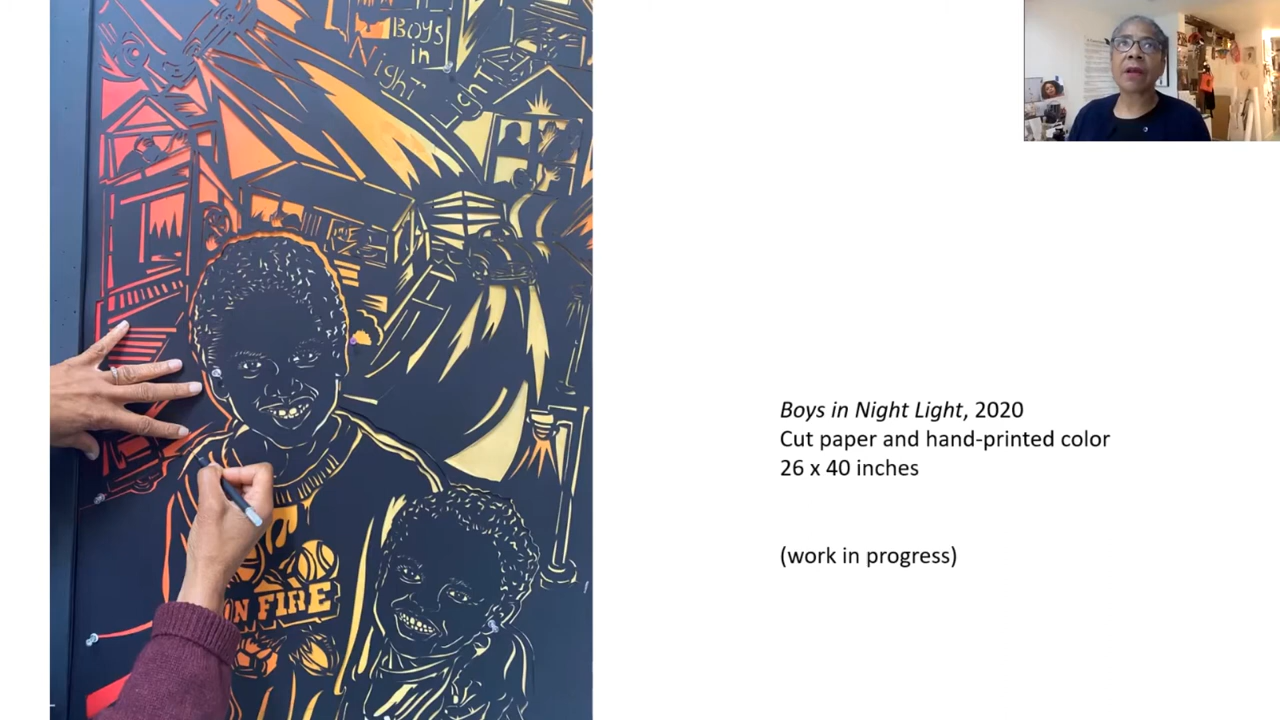 Boys
in
Night
Light
ON FIRE
Boys in Night Light, 2020
Cut paper and hand-printed color
26 x 40 inches
(work in progress)